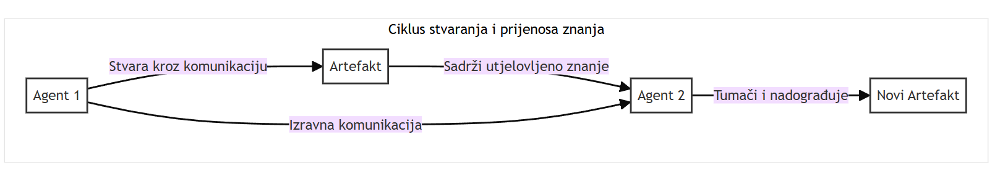 Ciklus stvaranja i prijenosa znanja
Agent 1
Stvara kroz komunikaciju
Artefakt
Sadrži utjelovljeno znanje
Izravna komunikacija
Agent 2
Tumači i nadograđuje
Novi Artefakt